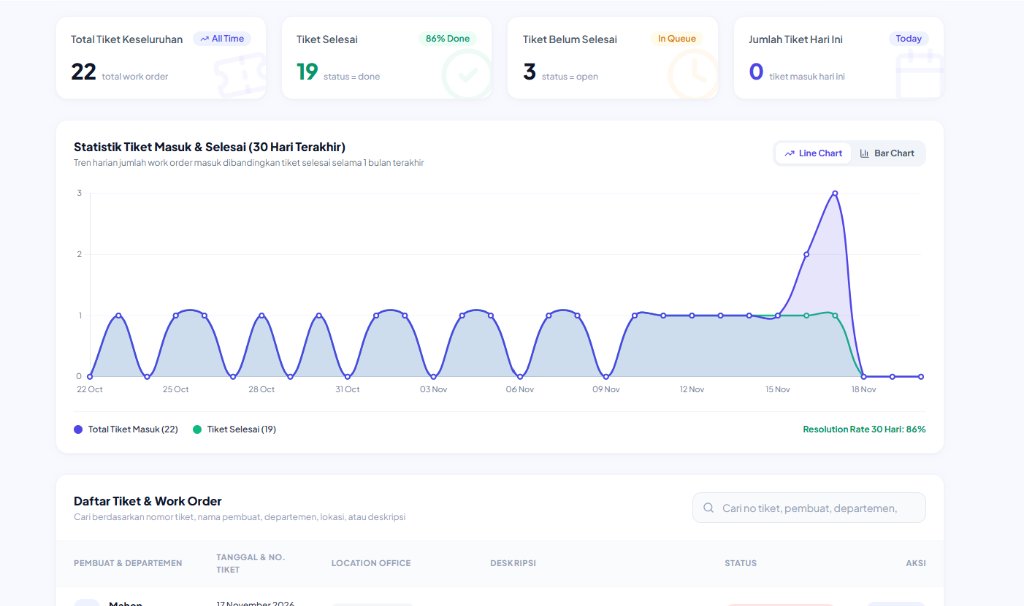 Total Tiket Keseluruhan All Time
22 total work order
Tiket Selesai 86% Done
19 status = done
Tiket Belum Selesai In Queue
3 status = open
Jumlah Tiket Hari Ini Today
0 tiket masuk hari ini
Statistik Tiket Masuk & Selesai (30 Hari Terakhir)
Tren harian jumlah work order masuk dibandingkan tiket selesai selama 1 bulan terakhir
Line Chart Bar Chart
3
2
1
0
22 Oct 25 Oct 28 Oct 31 Oct 03 Nov 06 Nov 09 Nov 12 Nov 15 Nov 18 Nov
Total Tiket Masuk (22) Tiket Selesai (19) Resolution Rate 30 Hari: 86%
Daftar Tiket & Work Order
Cari berdasarkan nomor tiket, nama pembuat, departemen, lokasi, atau deskripsi
Cari no tiket, pembuat, departemen,
PEMBUAT & DEPARTEMEN TANGGAL & NO. TIKET LOCATION OFFICE DESKRIPSI STATUS AKSI
17 November 2026